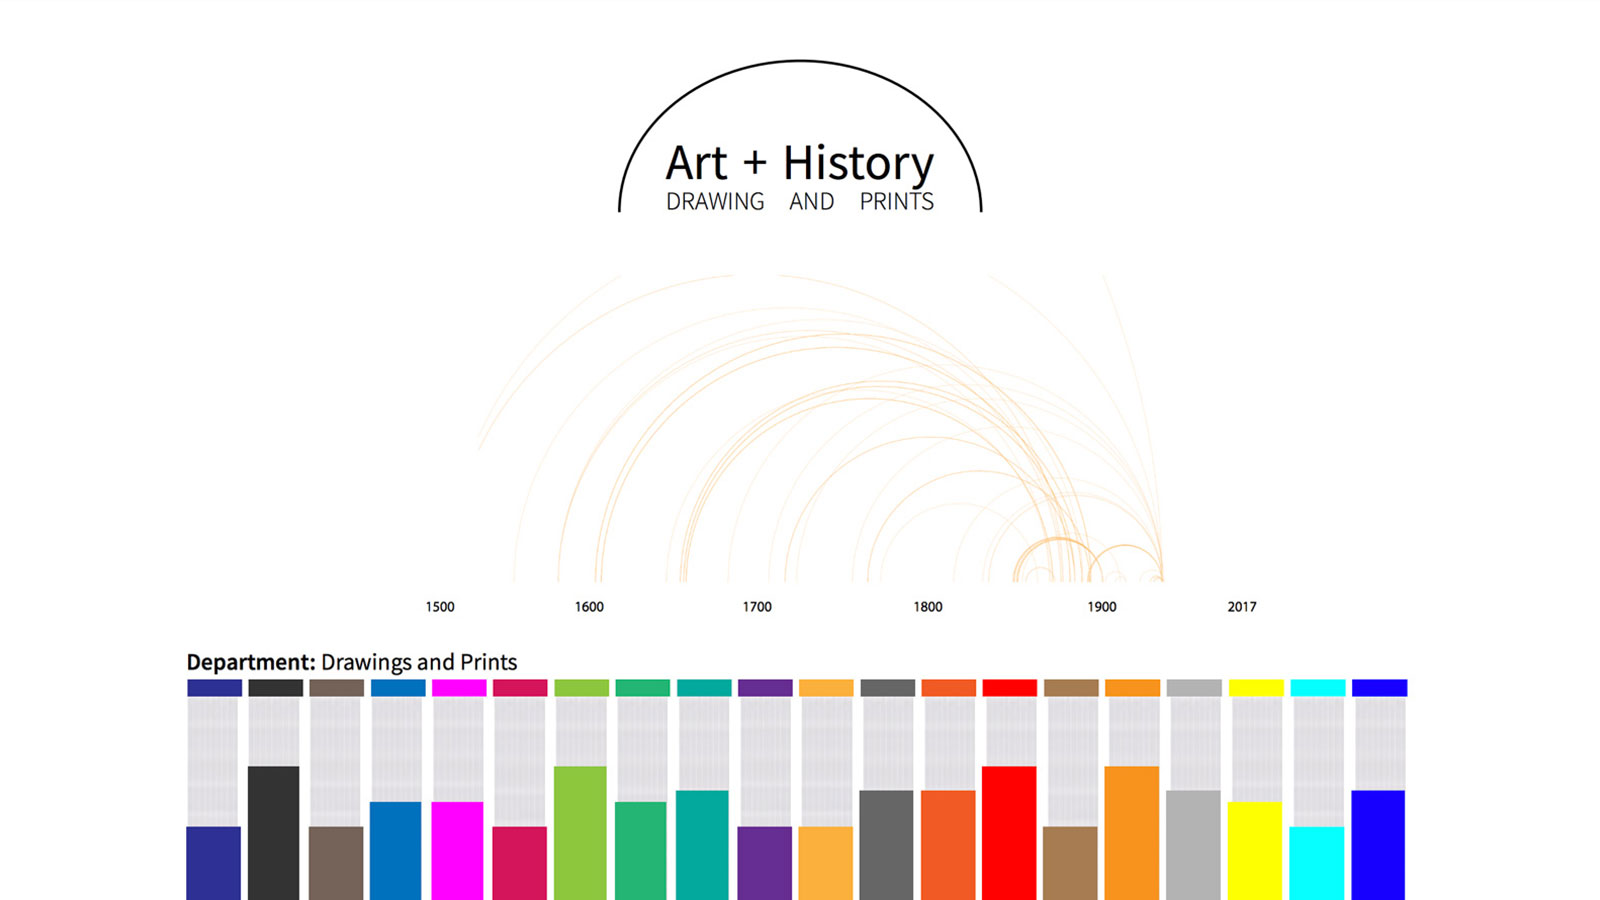 Art + History
DRAWING AND PRINTS
1500 1600 1700 1800 1900 2017
Department: Drawings and Prints